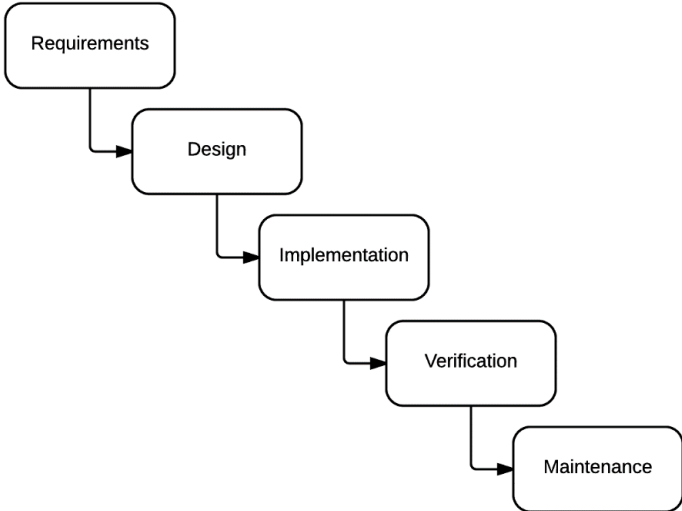 Requirements
Design
Implementation
Verification
Maintenance